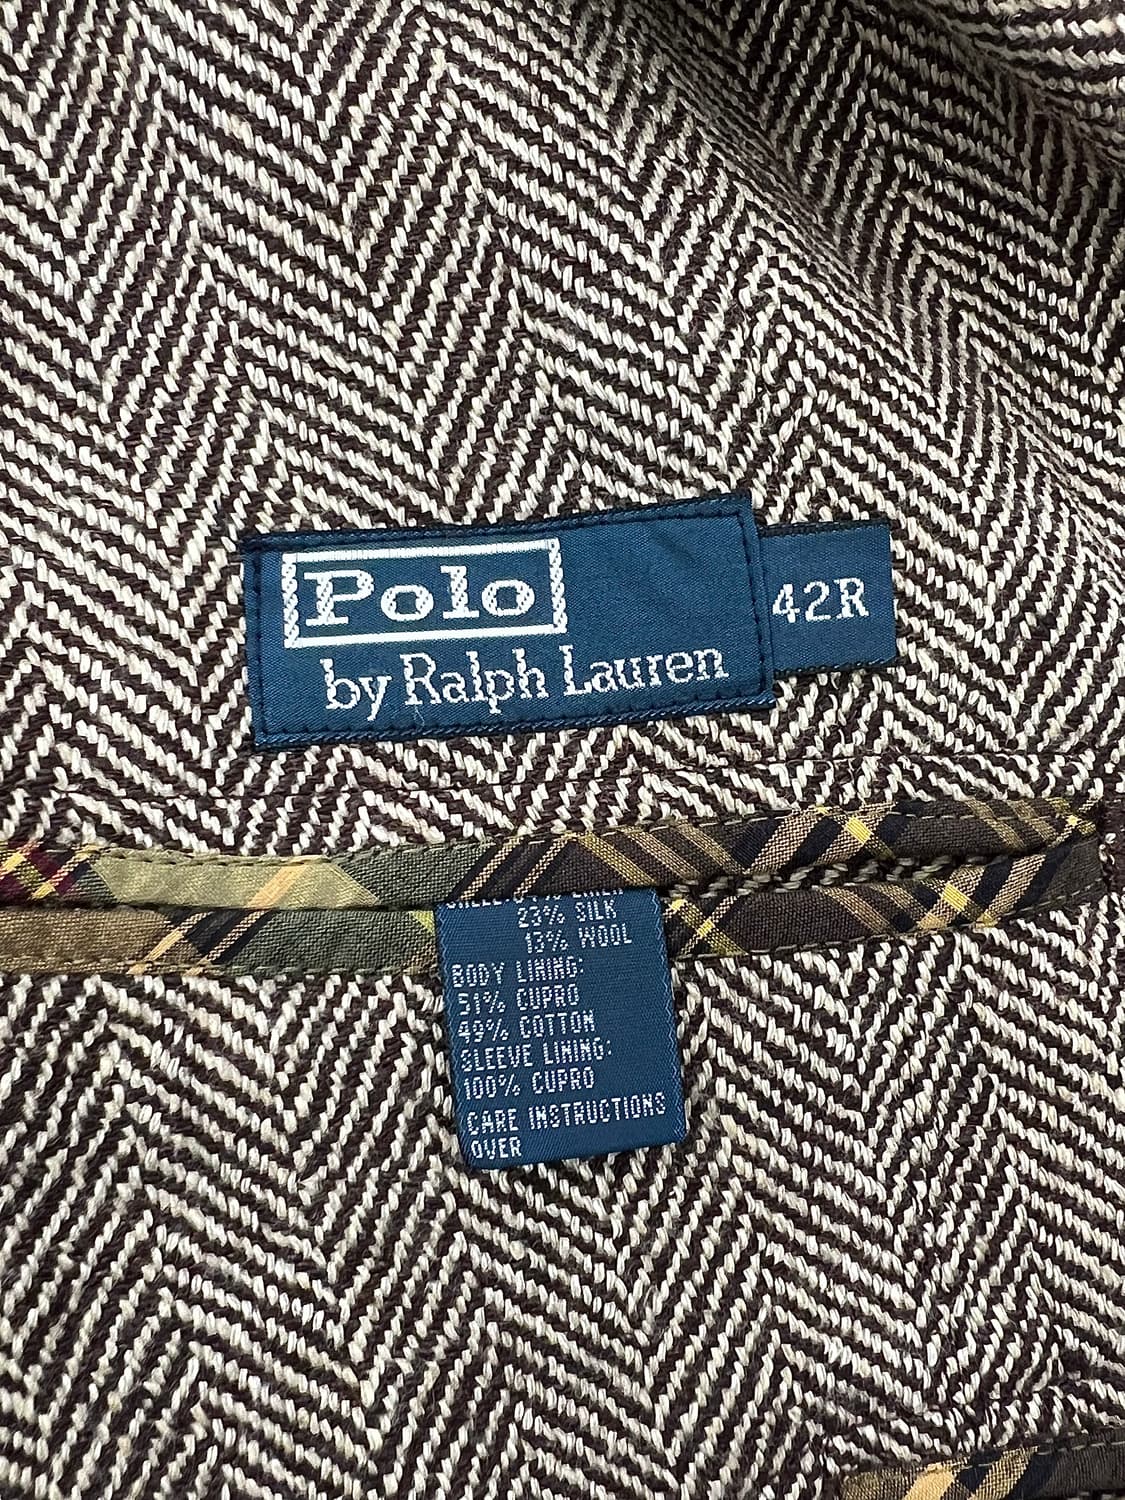 Polo
by Ralph Lauren
42R
23% SILK
13% WOOL
BODY LINING:
51% CUPRO
49% COTTON
SLEEVE LINING:
100% CUPRO
CARE INSTRUCTIONS
OVER